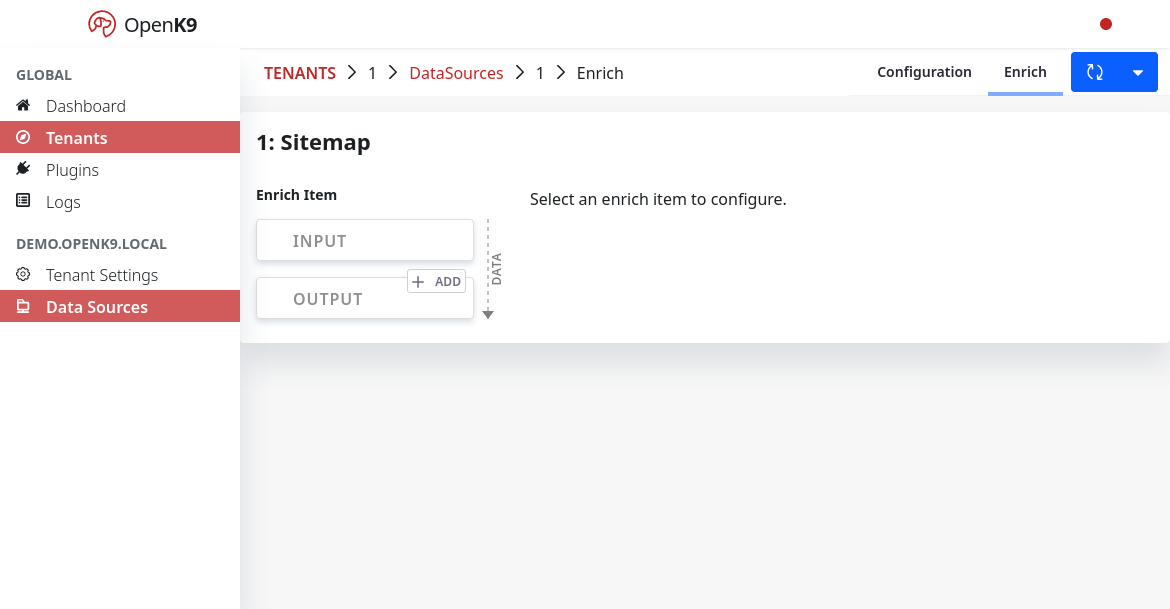 OpenK9
GLOBAL
Dashboard
Tenants
Plugins
Logs
DEMO.OPENK9.LOCAL
Tenant Settings
Data Sources
TENANTS 1 DataSources 1 Enrich
Configuration Enrich
1: Sitemap
Enrich Item
INPUT
ADD
OUTPUT
DATA
Select an enrich item to configure.